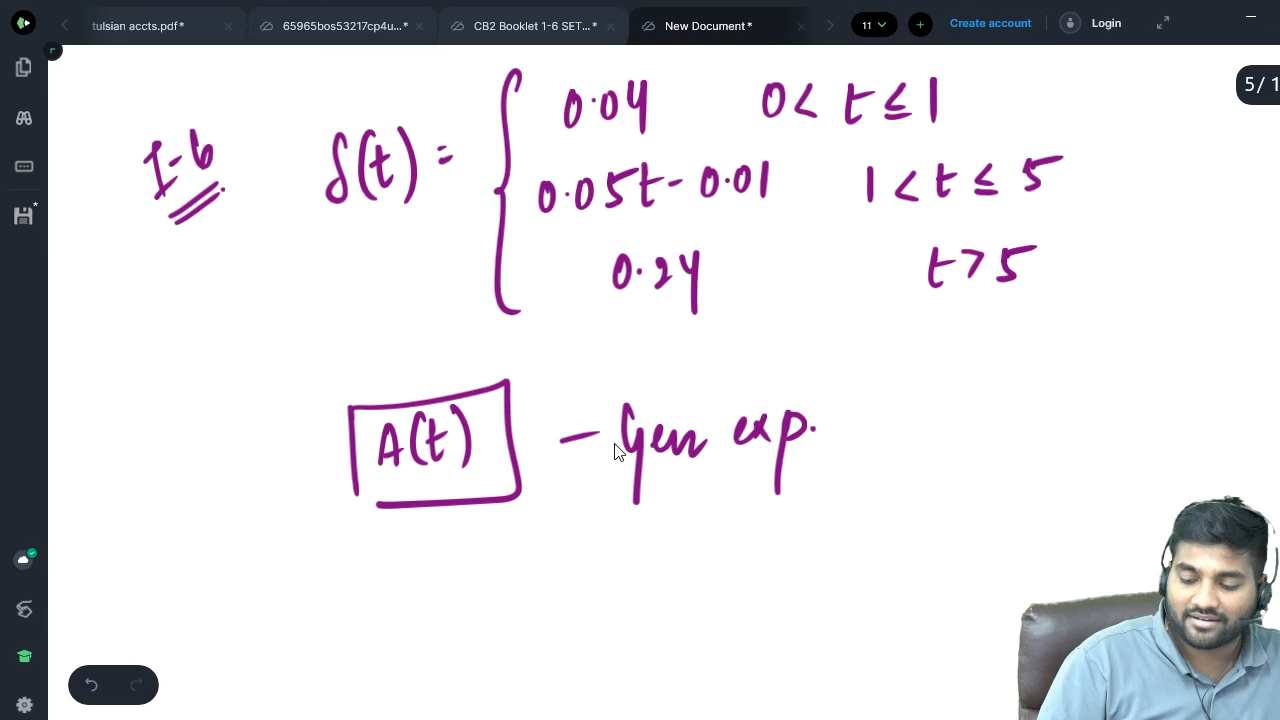 tulsian accts.pdf*
65965bos53217cp4u...*
CB2 Booklet 1-6 SET...*
New Document*
11
Create account
Login
5/1
I-6
δ(t) = { 0.04 0 < t ≤ 1
0.05t - 0.01 1 < t ≤ 5
0.24 t > 5
A(t) - Gen exp.